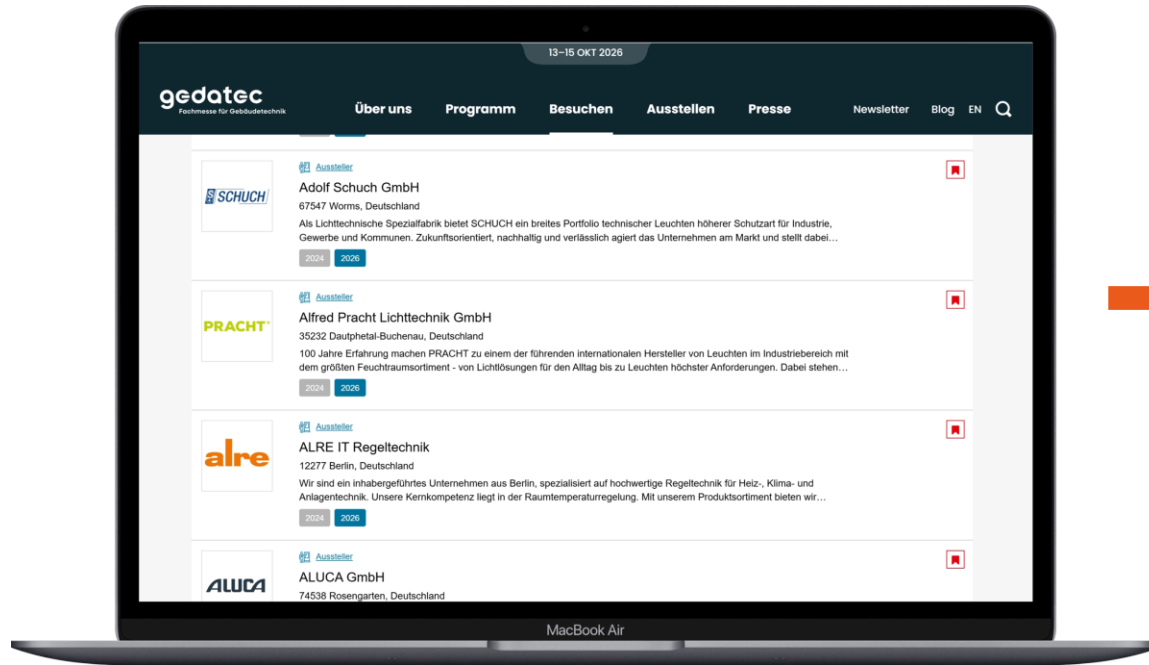 13–15 OKT 2026
gedatec
Fachmesse für Gebäudetechnik
Über uns Programm Besuchen Ausstellen Presse Newsletter Blog EN
SCHUCH
Aussteller
Adolf Schuch GmbH
67547 Worms, Deutschland
Als Lichttechnische Spezialfabrik bietet SCHUCH ein breites Portfolio technischer Leuchten höherer Schutzart für Industrie,
Gewerbe und Kommunen. Zukunftsorientiert, nachhaltig und verlässlich agiert das Unternehmen am Markt und stellt dabei…
2024 2026
PRACHT
Aussteller
Alfred Pracht Lichttechnik GmbH
35232 Dautphetal-Buchenau, Deutschland
100 Jahre Erfahrung machen PRACHT zu einem der führenden internationalen Hersteller von Leuchten im Industriebereich mit
dem größten Feuchtraumsortiment - von Lichtlösungen für den Alltag bis zu Leuchten höchster Anforderungen. Dabei stehen…
2024 2026
alre
Aussteller
ALRE IT Regeltechnik
12277 Berlin, Deutschland
Wir sind ein inhabergeführtes Unternehmen aus Berlin, spezialisiert auf hochwertige Regeltechnik für Heiz-, Klima- und
Anlagentechnik. Unsere Kernkompetenz liegt in der Raumtemperaturregelung. Mit unserem Produktsortiment bieten wir…
2024 2026
ALUCA
Aussteller
ALUCA GmbH
74538 Rosengarten, Deutschland
MacBook Air